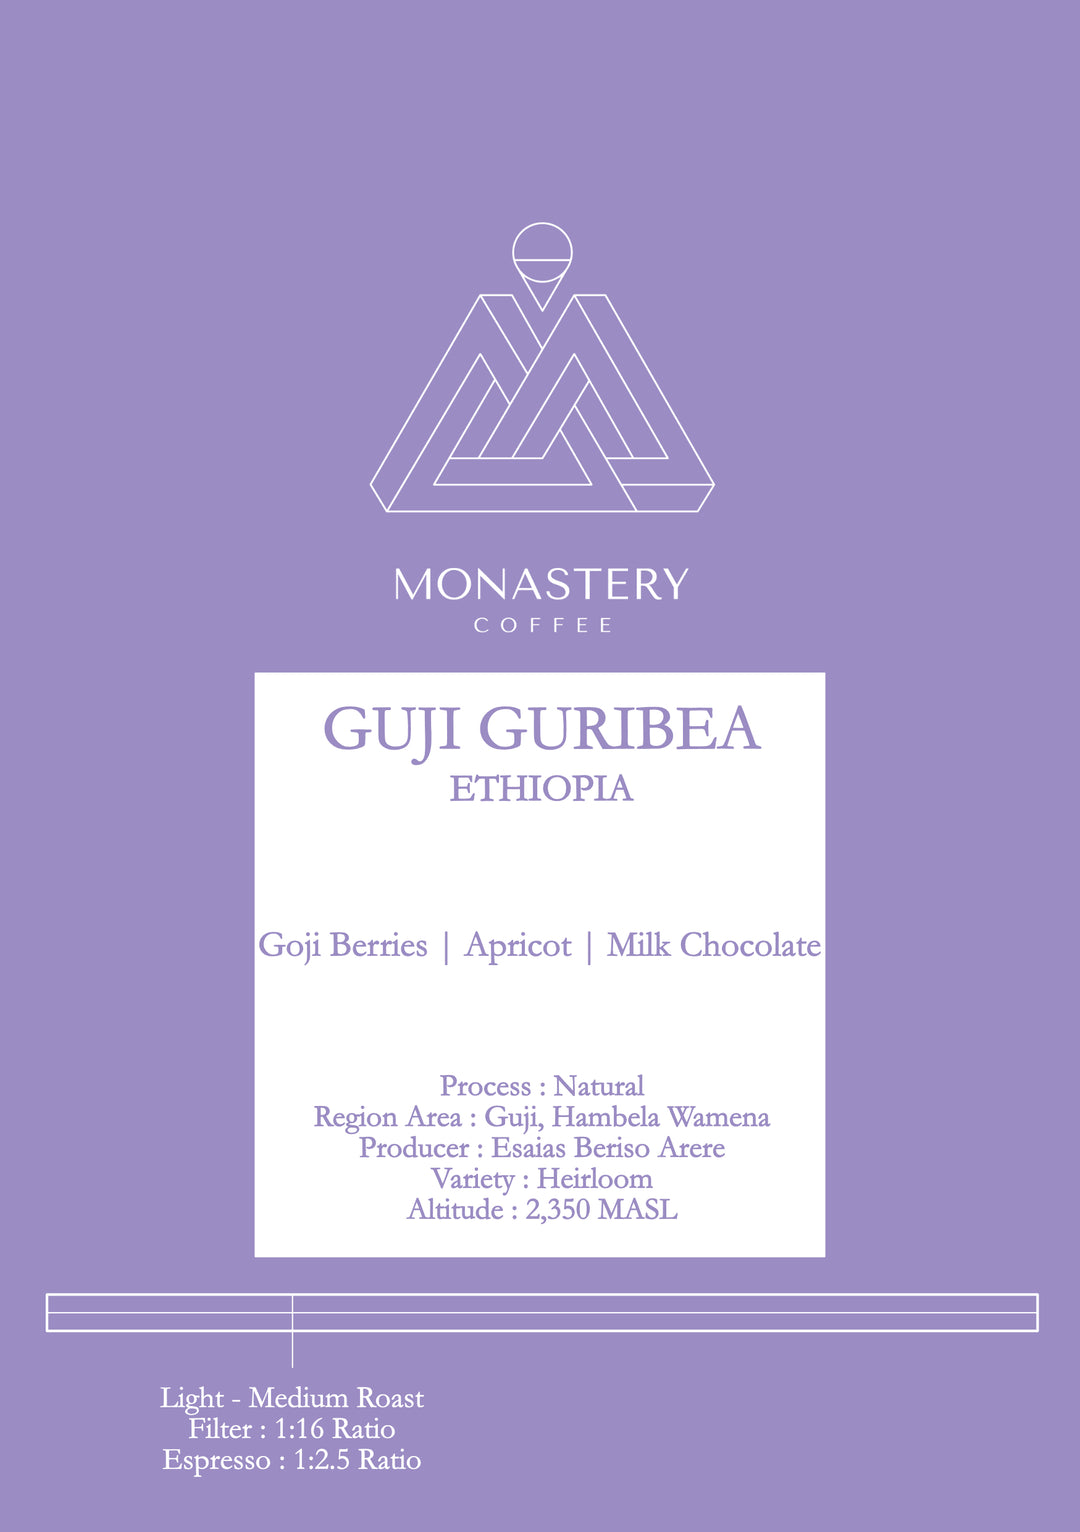 MONASTERY
COFFEE
GUJI GURIBEA
ETHIOPIA
Goji Berries | Apricot | Milk Chocolate
Process : Natural
Region Area : Guji, Hambela Wamena
Producer : Esaias Beriso Arere
Variety : Heirloom
Altitude : 2,350 MASL
Light - Medium Roast
Filter : 1:16 Ratio
Espresso : 1:2.5 Ratio